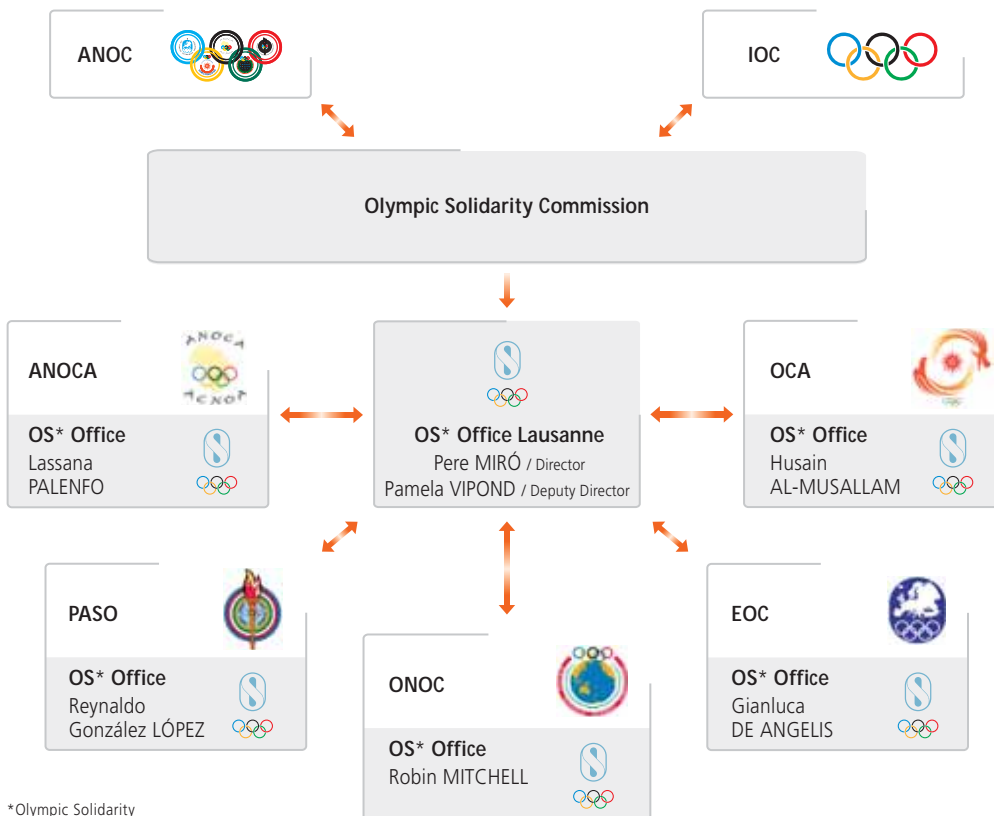 ANOC
IOC
Olympic Solidarity Commission
ANOCA
ANOCA
ACNOA
OS* Office
Lassana
PALENFO
OS* Office Lausanne
Pere MIRÓ / Director
Pamela VIPOND / Deputy Director
OCA
OS* Office
Husain
AL-MUSALLAM
PASO
OS* Office
Reynaldo
González LÓPEZ
ONOC
OS* Office
Robin MITCHELL
EOC
OS* Office
Gianluca
DE ANGELIS
*Olympic Solidarity